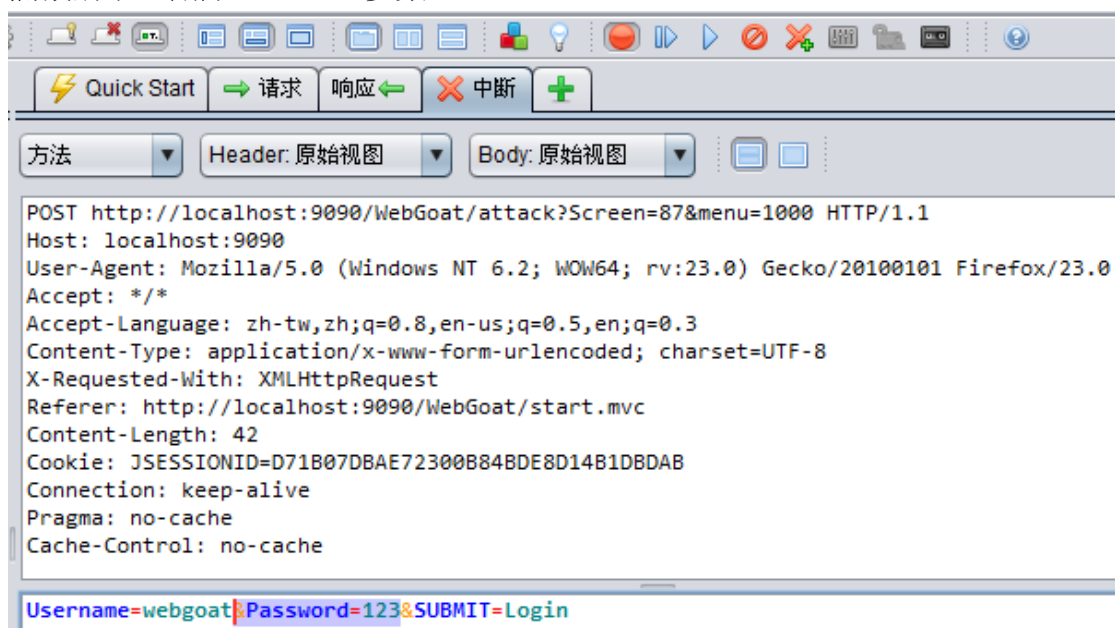 Quick Start 请求 响应 中断
方法 Header: 原始视图 Body: 原始视图
POST http://localhost:9090/WebGoat/attack?Screen=87&menu=1000 HTTP/1.1
Host: localhost:9090
User-Agent: Mozilla/5.0 (Windows NT 6.2; WOW64; rv:23.0) Gecko/20100101 Firefox/23.0
Accept: */*
Accept-Language: zh-tw,zh;q=0.8,en-us;q=0.5,en;q=0.3
Content-Type: application/x-www-form-urlencoded; charset=UTF-8
X-Requested-With: XMLHttpRequest
Referer: http://localhost:9090/WebGoat/start.mvc
Content-Length: 42
Cookie: JSESSIONID=D71B07DBAE72300B84BDE8D14B1DBDAB
Connection: keep-alive
Pragma: no-cache
Cache-Control: no-cache
Username=webgoat&Password=123&SUBMIT=Login